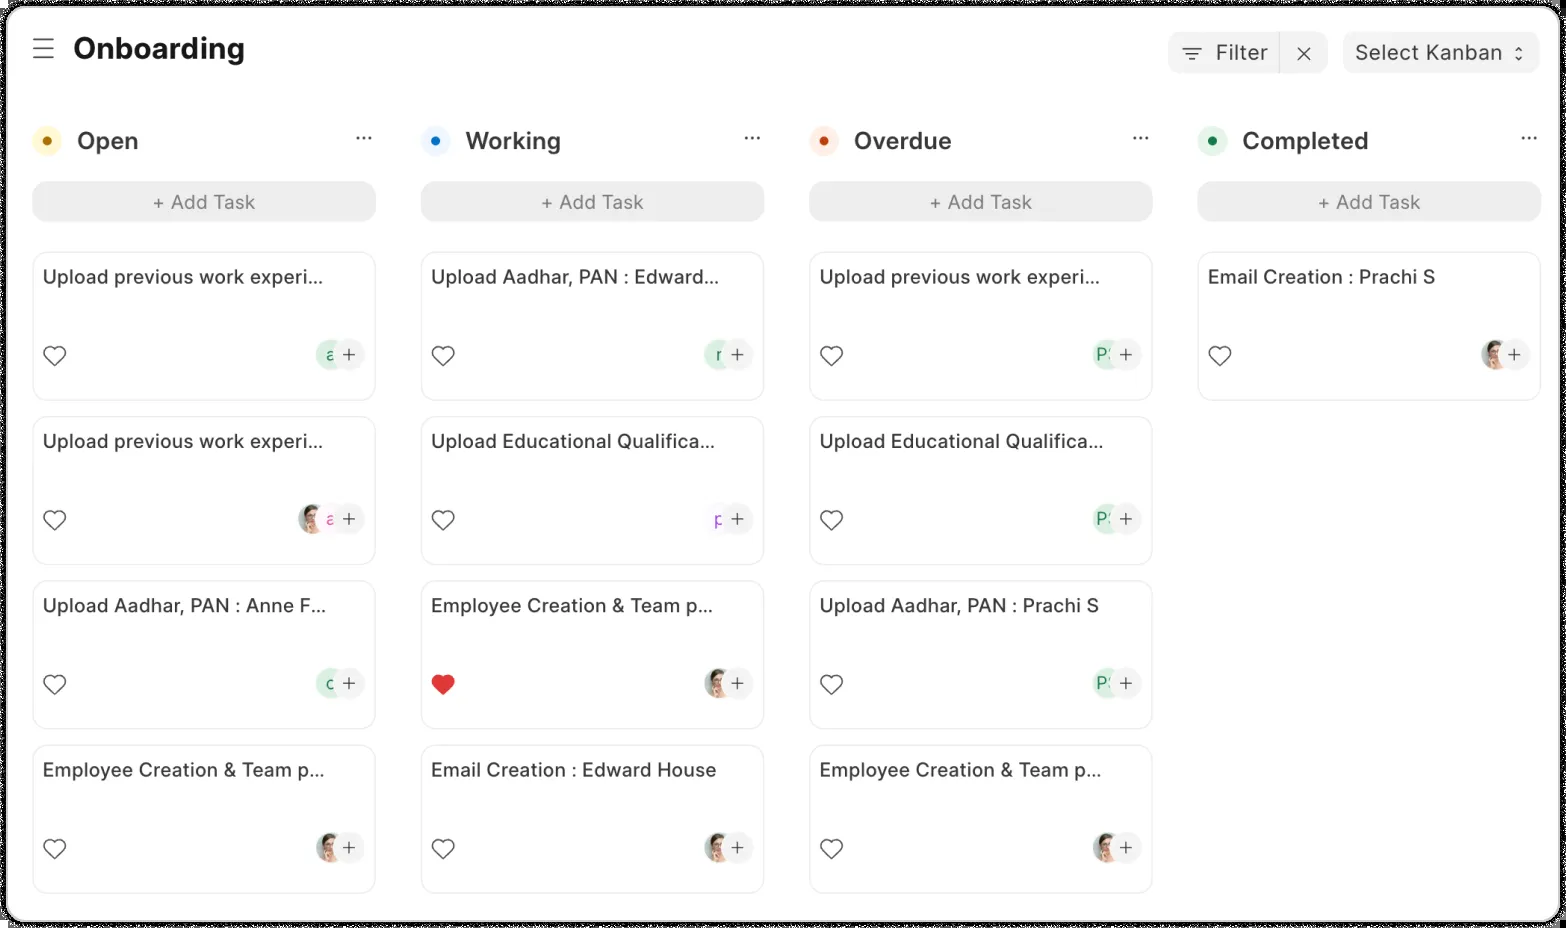 Onboarding
Filter
Select Kanban
Open
+ Add Task
Upload previous work experi...
a
Upload previous work experi...
a
Upload Aadhar, PAN : Anne F...
Employee Creation & Team p...
Working
+ Add Task
Upload Aadhar, PAN : Edward...
r
Upload Educational Qualifica...
p
Employee Creation & Team p...
Email Creation : Edward House
Overdue
+ Add Task
Upload previous work experi...
Upload Educational Qualifica...
Upload Aadhar, PAN : Prachi S
Employee Creation & Team p...
Completed
+ Add Task
Email Creation : Prachi S